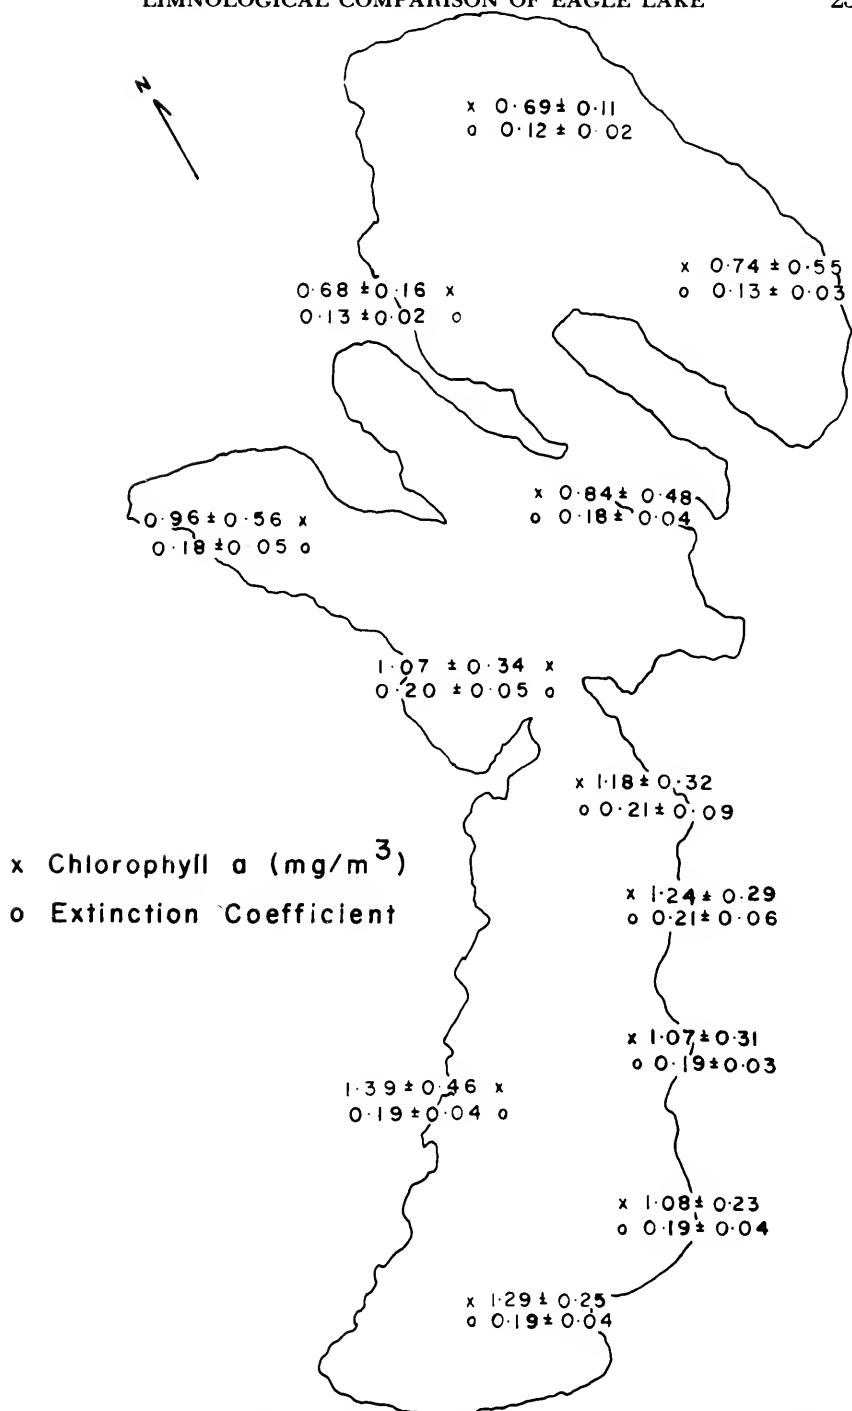 LIMNOLOGICAL COMPARISON OF EAGLE LAKE
N
x 0·69 ± 0·11
o 0·12 ± 0·02
x 0·74 ± 0·55
o 0·13 ± 0·03
0·68 ± 0·16 x
0·13 ± 0·02 o
x 0·84 ± 0·48
o 0·18 ± 0·04
0·96 ± 0·56 x
0·18 ± 0·05 o
1·07 ± 0·34 x
0·20 ± 0·05 o
x 1·18 ± 0·32
o 0·21 ± 0·09
x Chlorophyll a (mg/m³)
o Extinction Coefficient
x 1·24 ± 0·29
o 0·21 ± 0·06
x 1·07 ± 0·31
o 0·19 ± 0·03
1·39 ± 0·46 x
0·19 ± 0·04 o
x 1·08 ± 0·23
o 0·19 ± 0·04
x 1·29 ± 0·25
o 0·19 ± 0·04